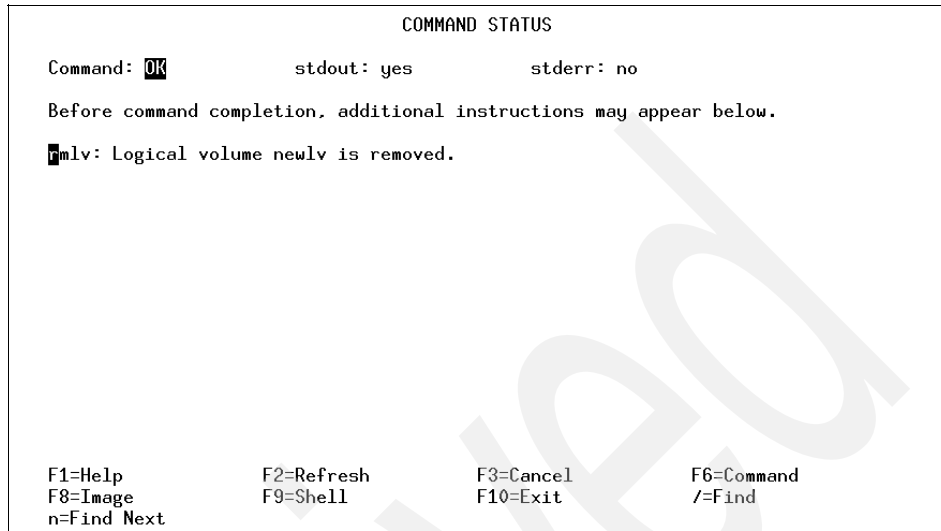 COMMAND STATUS
Command: OK stdout: yes stderr: no
Before command completion, additional instructions may appear below.
rmlv: Logical volume newlv is removed.
F1=Help F2=Refresh F3=Cancel F6=Command
F8=Image F9=Shell F10=Exit /=Find
n=Find Next